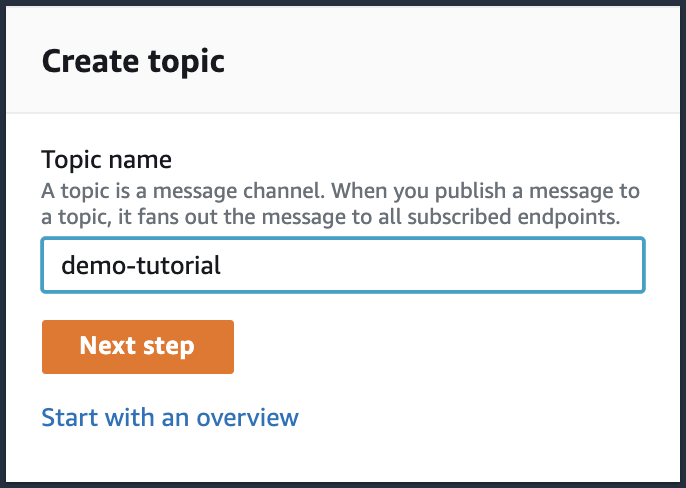 Create topic
Topic name
A topic is a message channel. When you publish a message to
a topic, it fans out the message to all subscribed endpoints.
demo-tutorial
Next step
Start with an overview